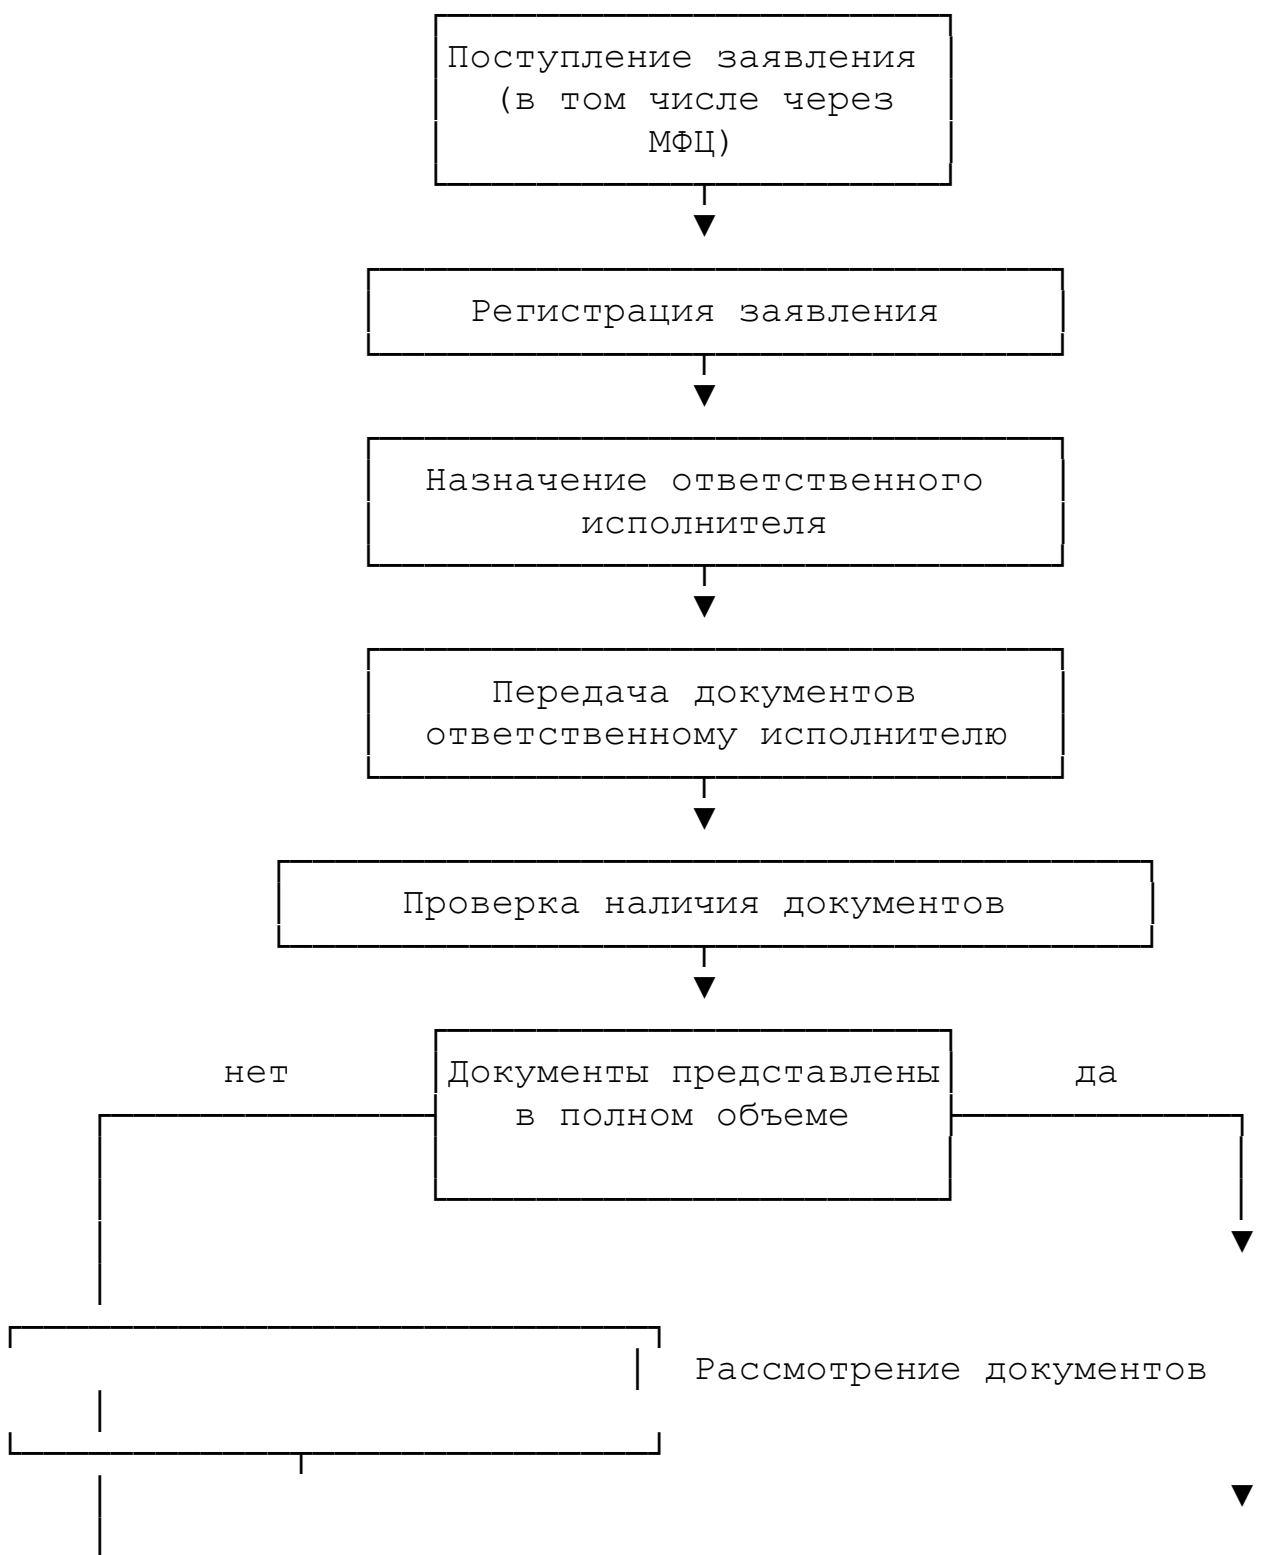 Поступление заявления
(в том числе через
МФЦ)
Регистрация заявления
Назначение ответственного
исполнителя
Передача документов
ответственному исполнителю
Проверка наличия документов
нет
Документы представлены
да
в полном объеме
Рассмотрение документов